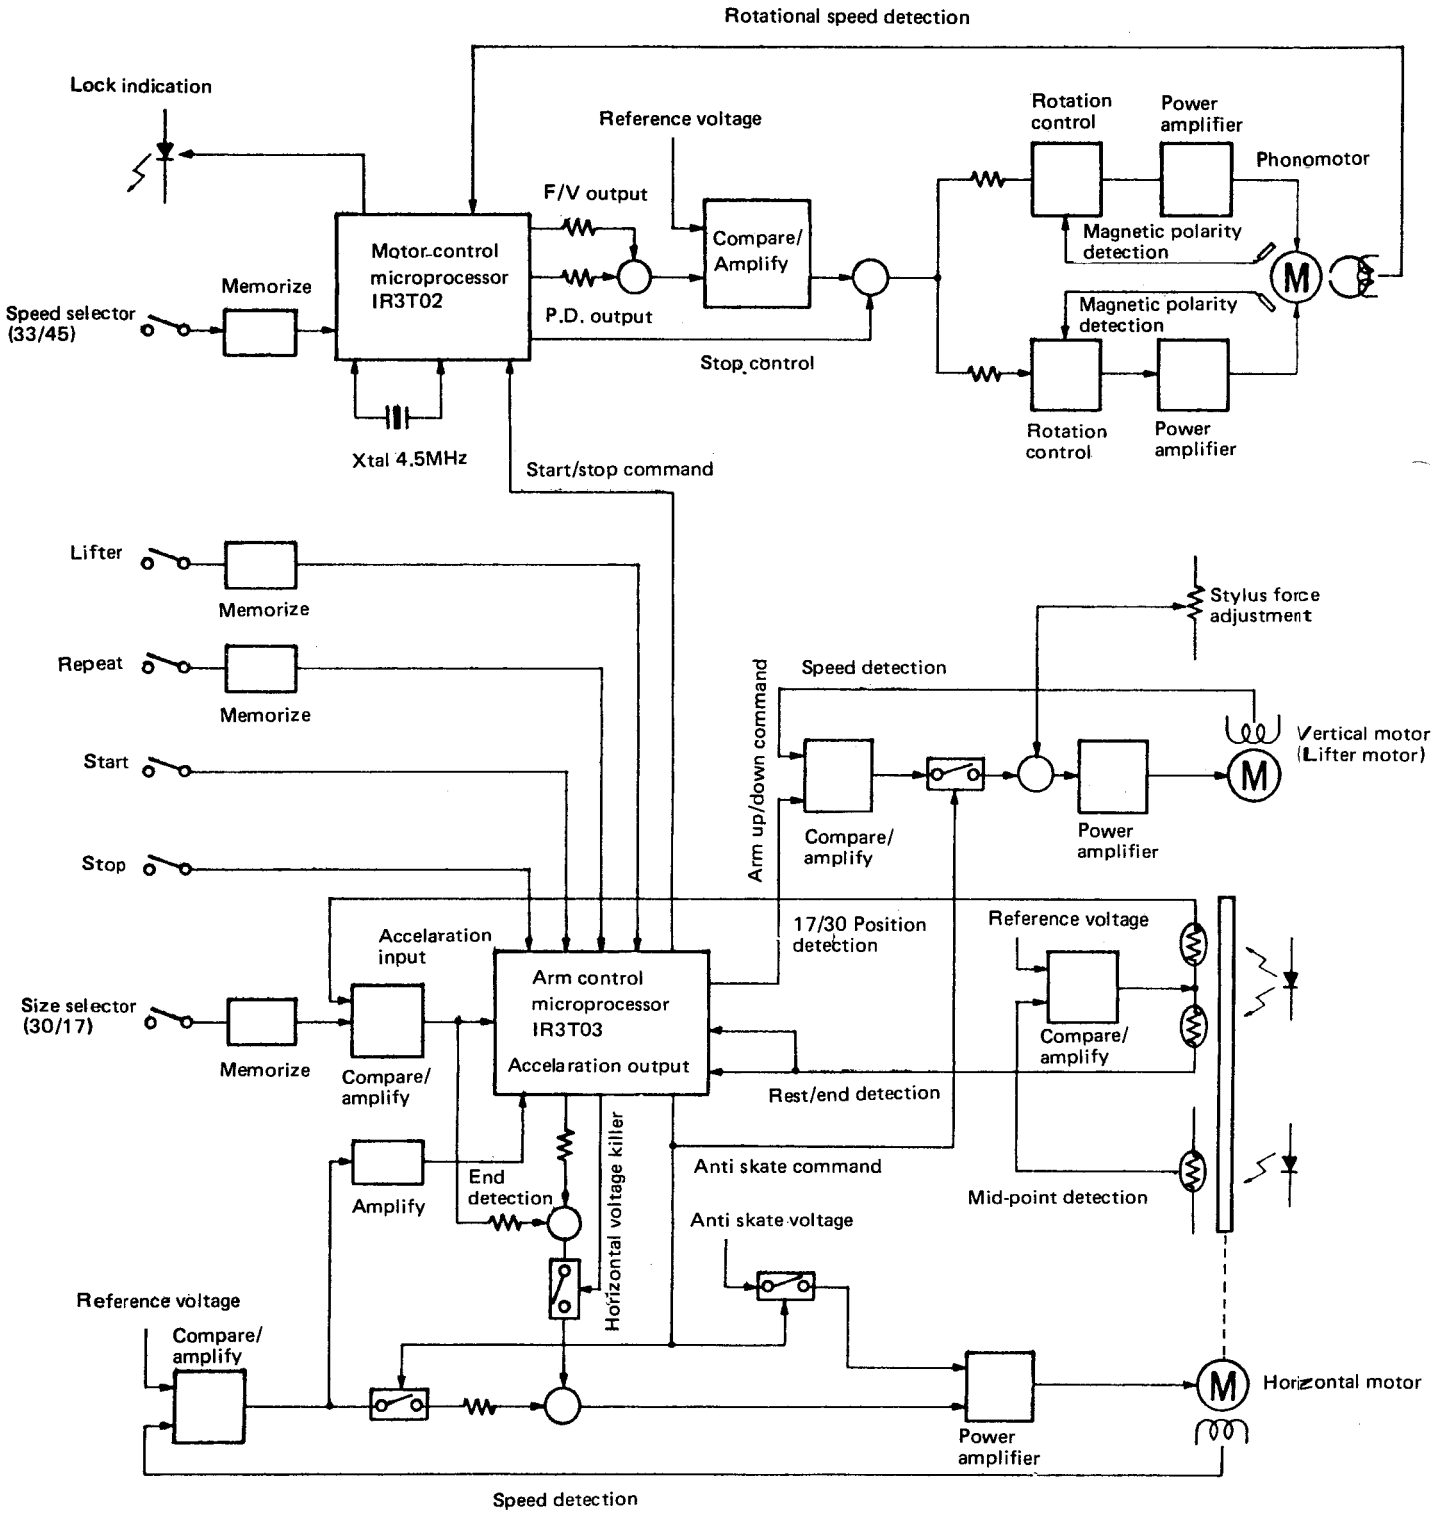 Rotational speed detection
Lock indication
Reference voltage
Rotation
control
Power
amplifier
Phonomotor
F/V output
Motor-control
microprocessor
IR3T02
Compare/
Amplify
Magnetic polarity
detection
M
Speed selector
(33/45)
Memorize
P.D. output
Magnetic polarity
detection
Stop control
Rotation
control
Power
amplifier
Xtal 4.5MHz
Start/stop command
Lifter
Memorize
Stylus force
adjustment
Repeat
Memorize
Speed detection
Arm up/down command
Vertical motor
(Lifter motor)
M
Start
Compare/
amplify
Power
amplifier
Stop
17/30 Position
detection
Reference voltage
Accelaration
input
Arm control
microprocessor
IR3T03
Accelaration output
Size selector
(30/17)
Memorize
Compare/
amplify
Compare/
amplify
Rest/end detection
Horizontal voltage killer
Anti skate command
Mid-point detection
End
detection
Amplify
Anti skate voltage
Reference voltage
Compare/
amplify
M
Horizontal motor
Power
amplifier
Speed detection